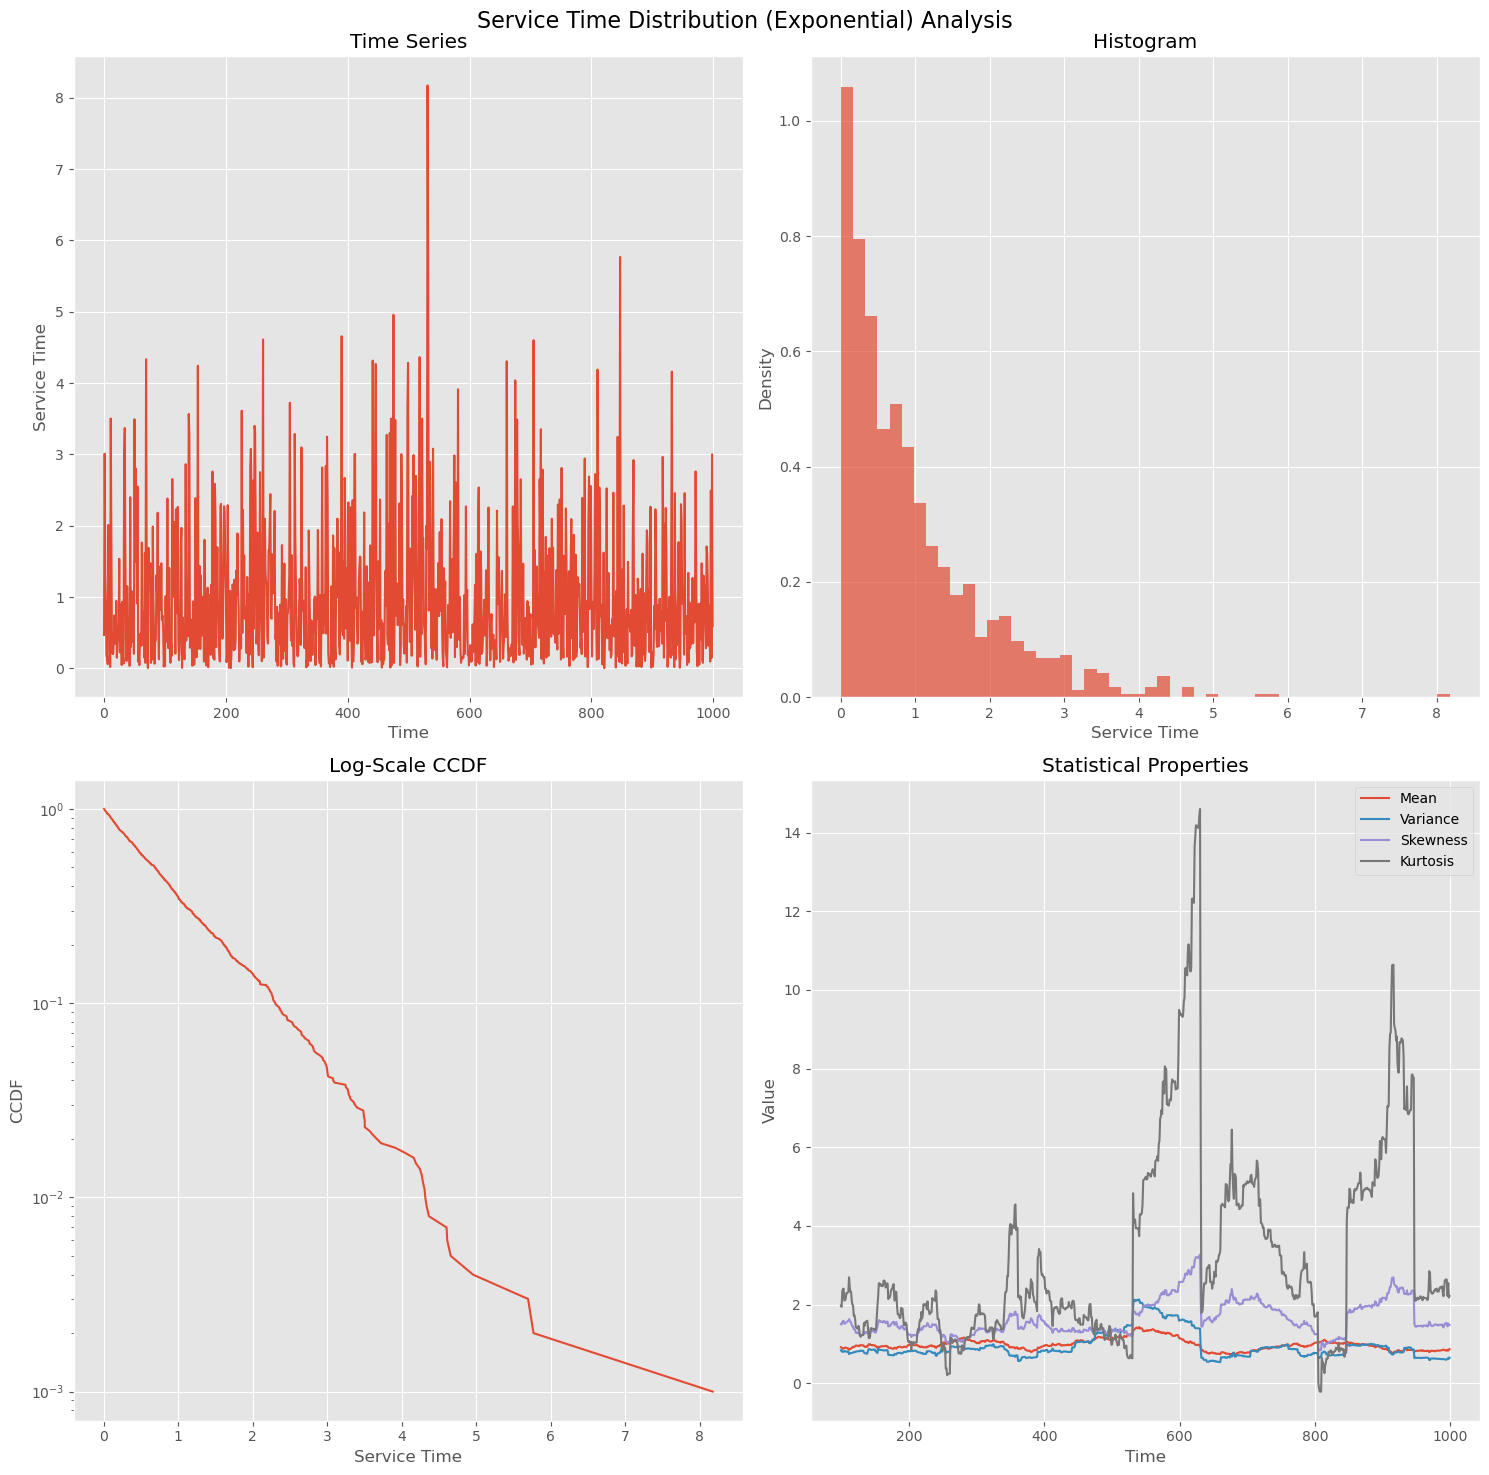 Service Time Distribution (Exponential) Analysis
Time Series
Service Time
8
7
6
5
4
3
2
1
0
0 200 400 600 800 1000
Time
Histogram
Density
1.0
0.8
0.6
0.4
0.2
0.0
0 1 2 3 4 5 6 7 8
Service Time
Log-Scale CCDF
CCDF
10⁰
10⁻¹
10⁻²
10⁻³
0 1 2 3 4 5 6 7 8
Service Time
Statistical Properties
Value
14
12
10
8
6
4
2
0
Mean
Variance
Skewness
Kurtosis
200 400 600 800 1000
Time